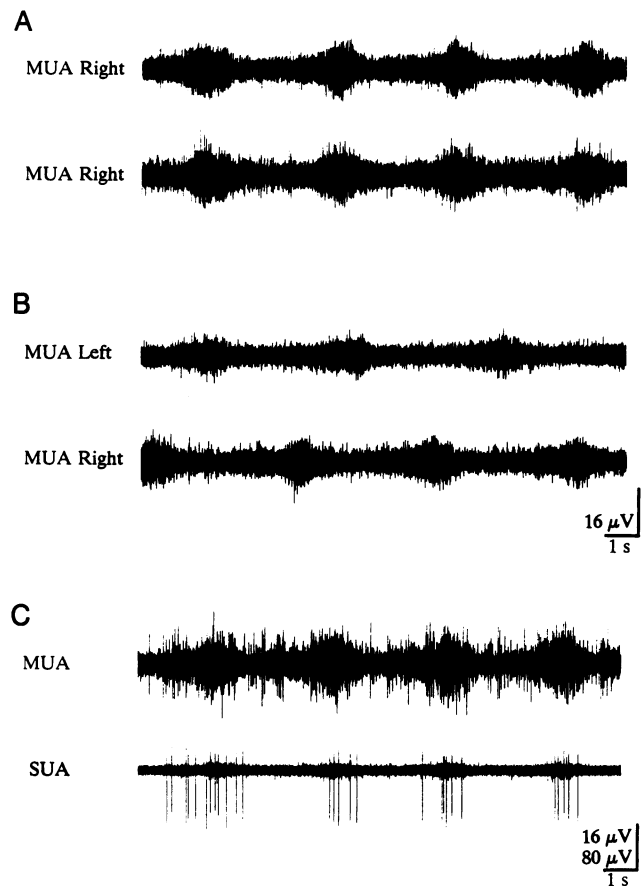 A
MUA Right
MUA Right
B
MUA Left
MUA Right
16 μV
1 s
C
MUA
SUA
16 μV
80 μV
1 s